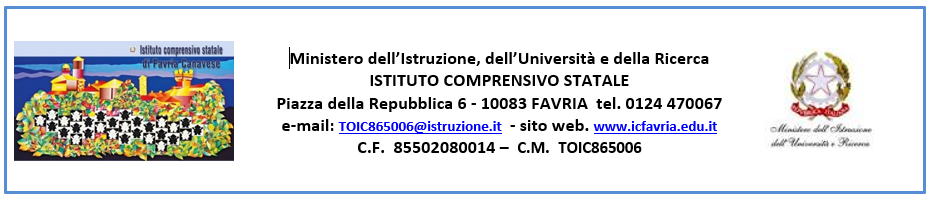 Istituto comprensivo statale
di Favria Canavese
Ministero dell'Istruzione, dell'Università e della Ricerca
ISTITUTO COMPRENSIVO STATALE
Piazza della Repubblica 6 - 10083 FAVRIA tel. 0124 470067
e-mail: TOIC865006@istruzione.it - sito web. www.icfavria.edu.it
C.F. 85502080014 – C.M. TOIC865006
Ministero dell'Istruzione
dell'Università e Ricerca